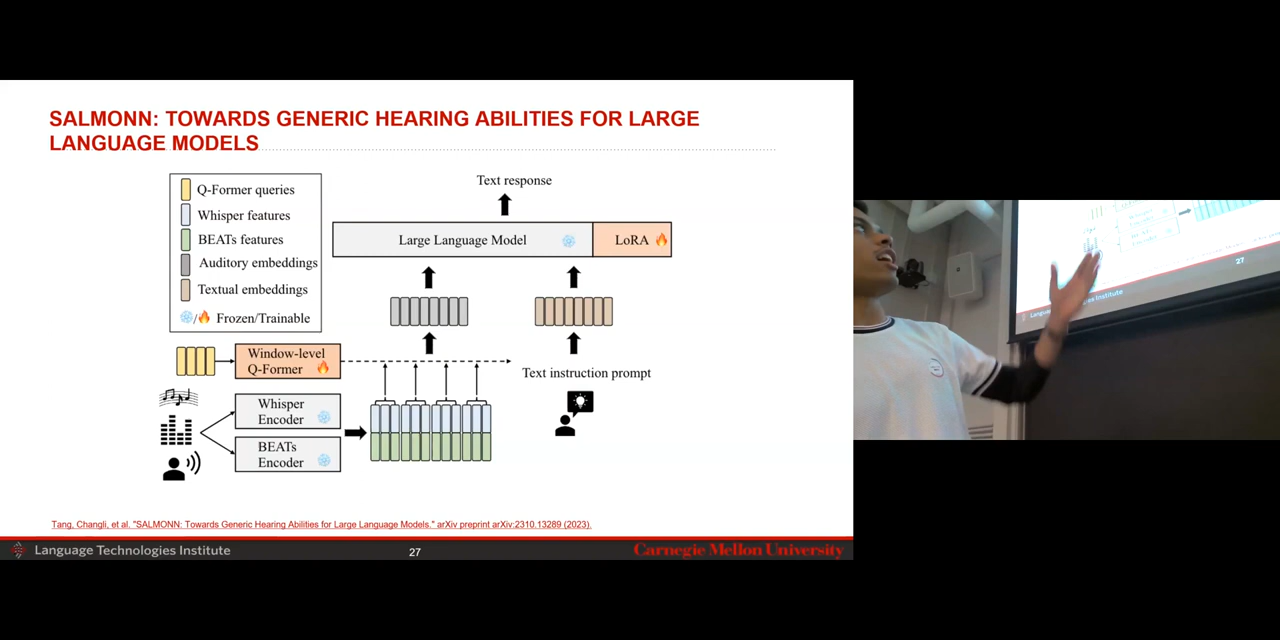 SALMONN: TOWARDS GENERIC HEARING ABILITIES FOR LARGE
LANGUAGE MODELS
Q-Former queries
Whisper features
BEATs features
Auditory embeddings
Textual embeddings
/ Frozen/Trainable
Text response
Large Language Model
LoRA
Window-level
Q-Former
Text instruction prompt
Whisper
Encoder
BEATs
Encoder
Tang, Changli, et al. "SALMONN: Towards Generic Hearing Abilities for Large Language Models." arXiv preprint arXiv:2310.13289 (2023).
Language Technologies Institute
27
Carnegie Mellon University
27